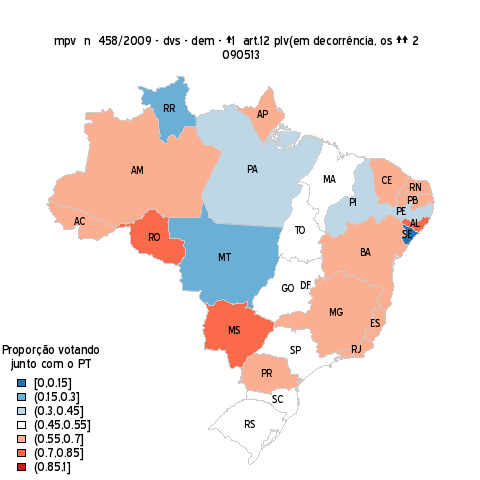 mpv n 458/2009 - dvs - dem - ⬆1 art.12 plv(em decorrência, os ⬆⬆ 2
090513
RR
AP
AM
PA
MA
CE
RN
PB
PI
PE
AL
SE
AC
RO
TO
MT
BA
GO
DF
MG
ES
MS
SP
RJ
PR
SC
RS
Proporção votando
junto com o PT
[0,0.15]
(0.15,0.3]
(0.3,0.45]
(0.45,0.55]
(0.55,0.7]
(0.7,0.85]
(0.85,1]